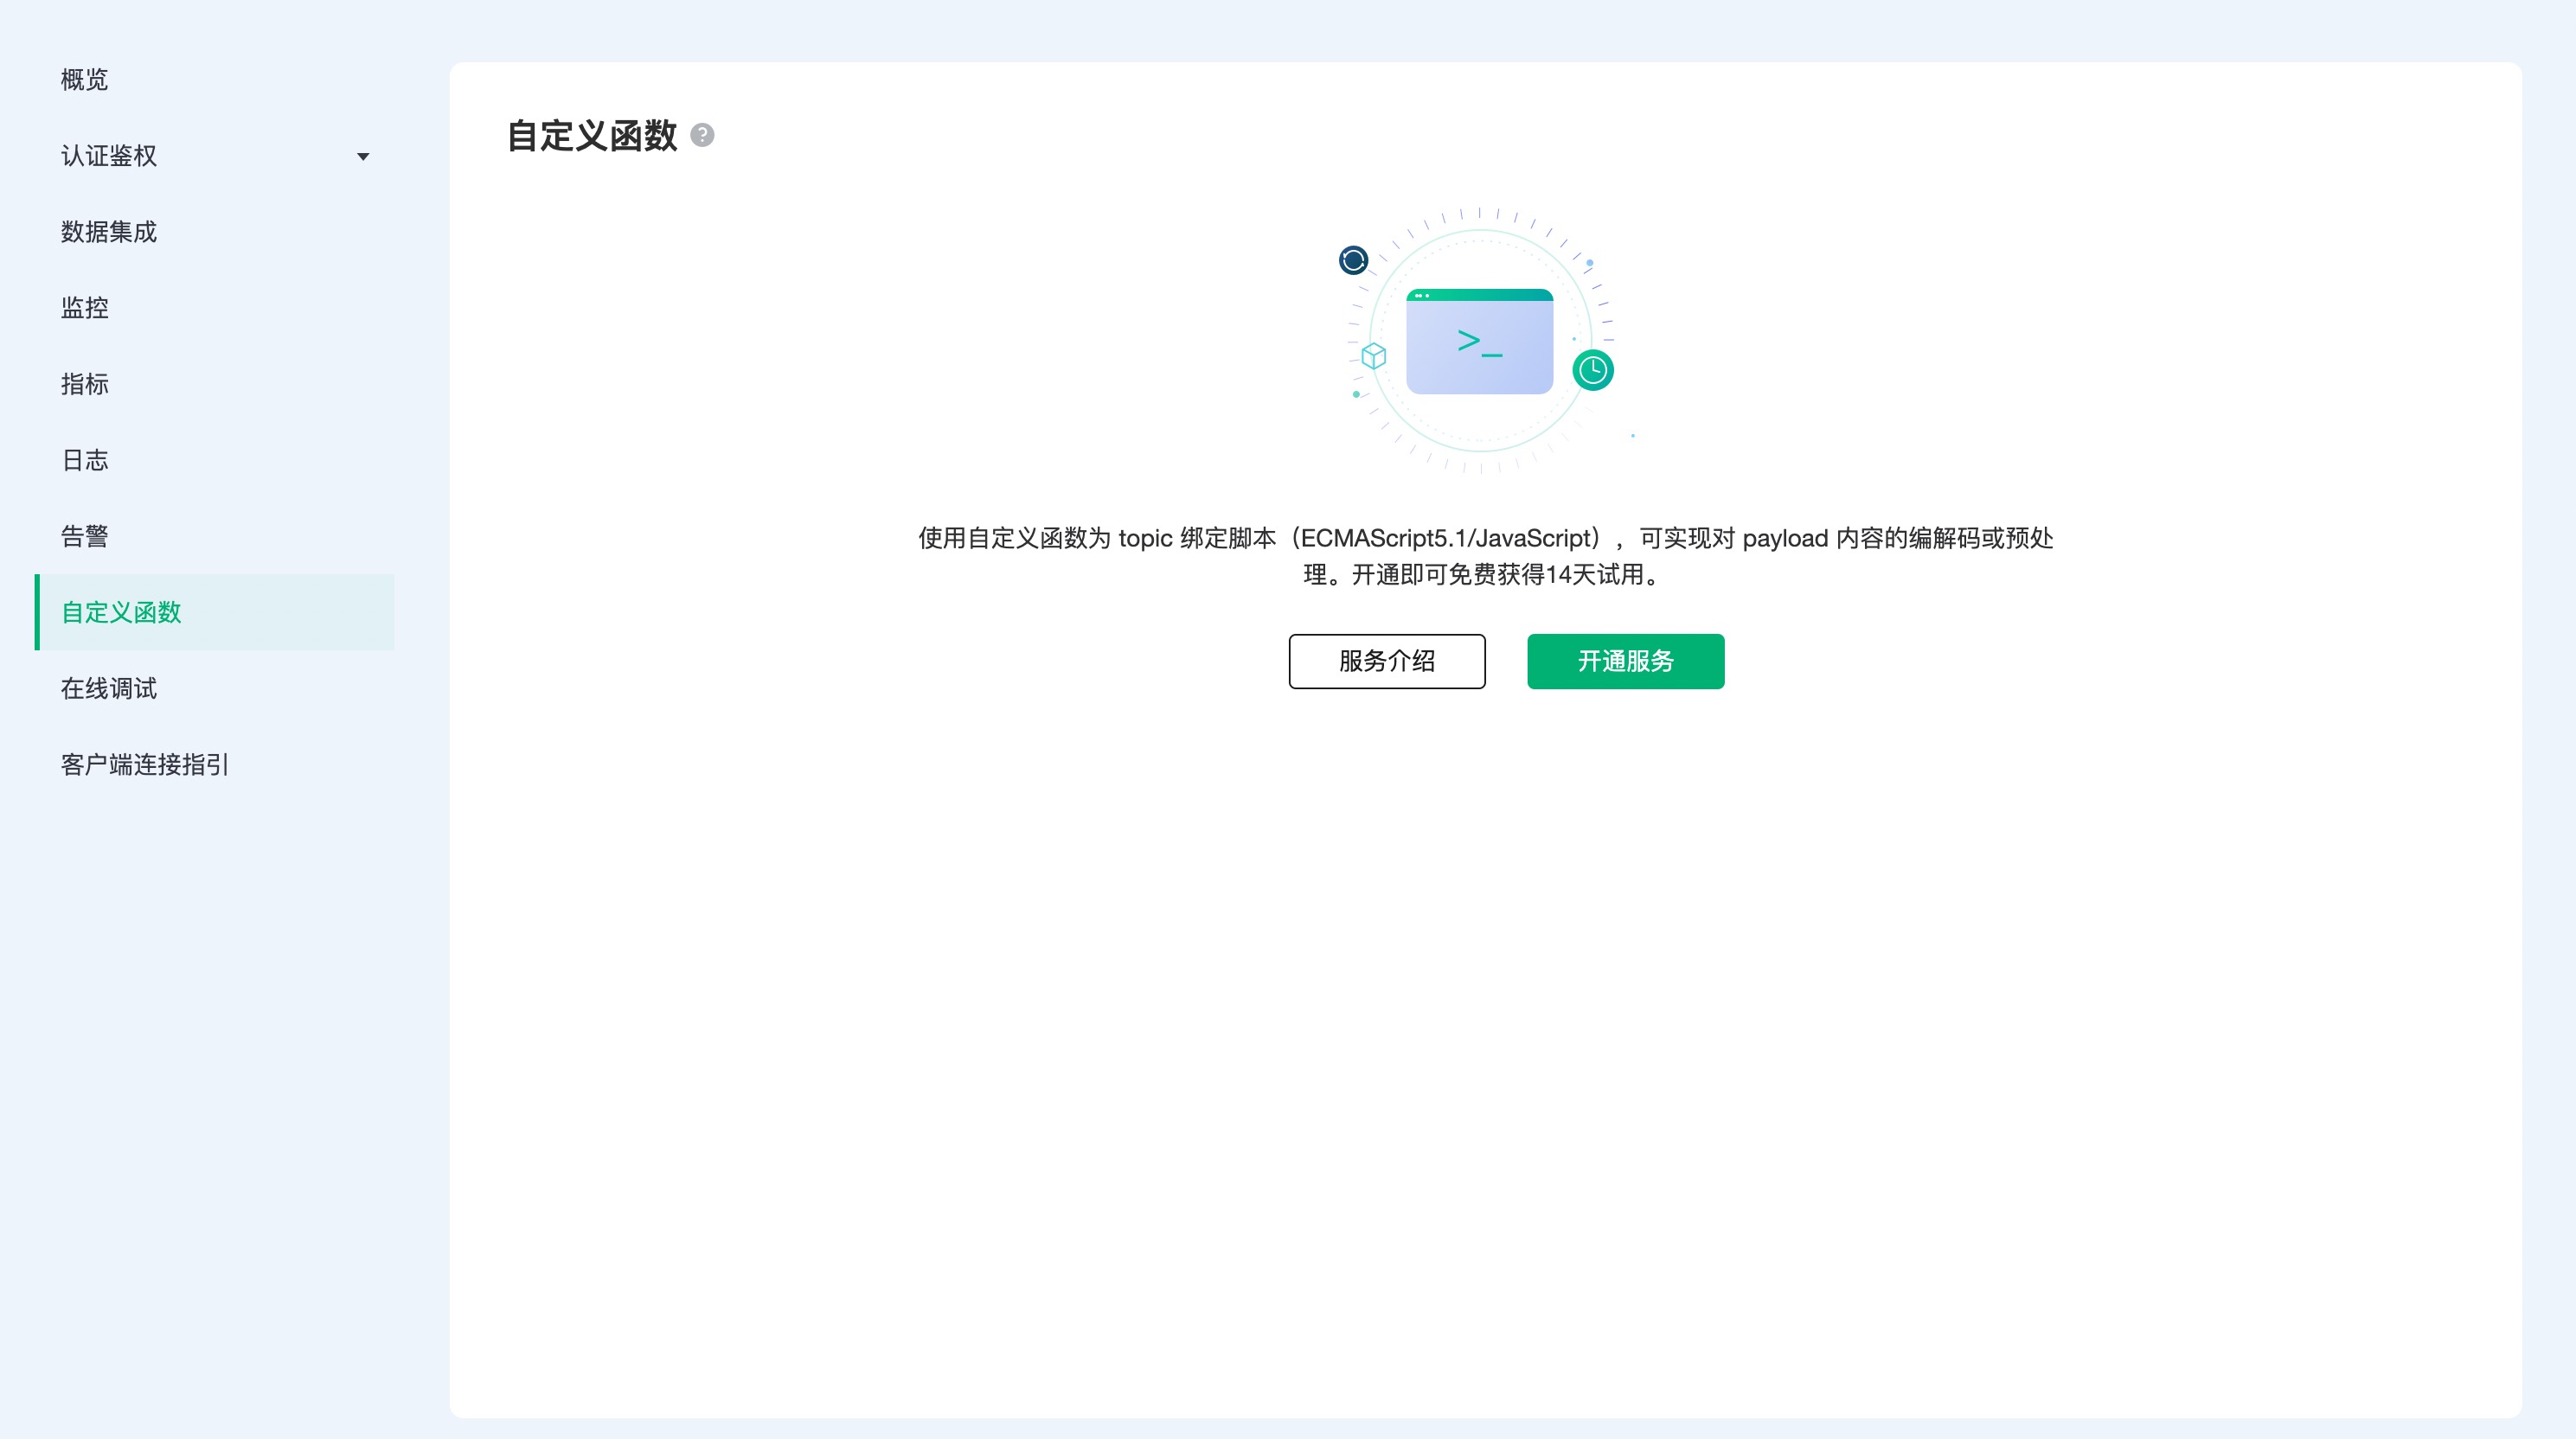 概览
认证鉴权
数据集成
监控
指标
日志
告警
自定义函数
在线调试
客户端连接指引
自定义函数
>_
使用自定义函数为 topic 绑定脚本（ECMAScript5.1/JavaScript），可实现对 payload 内容的编解码或预处
理。开通即可免费获得14天试用。
服务介绍
开通服务